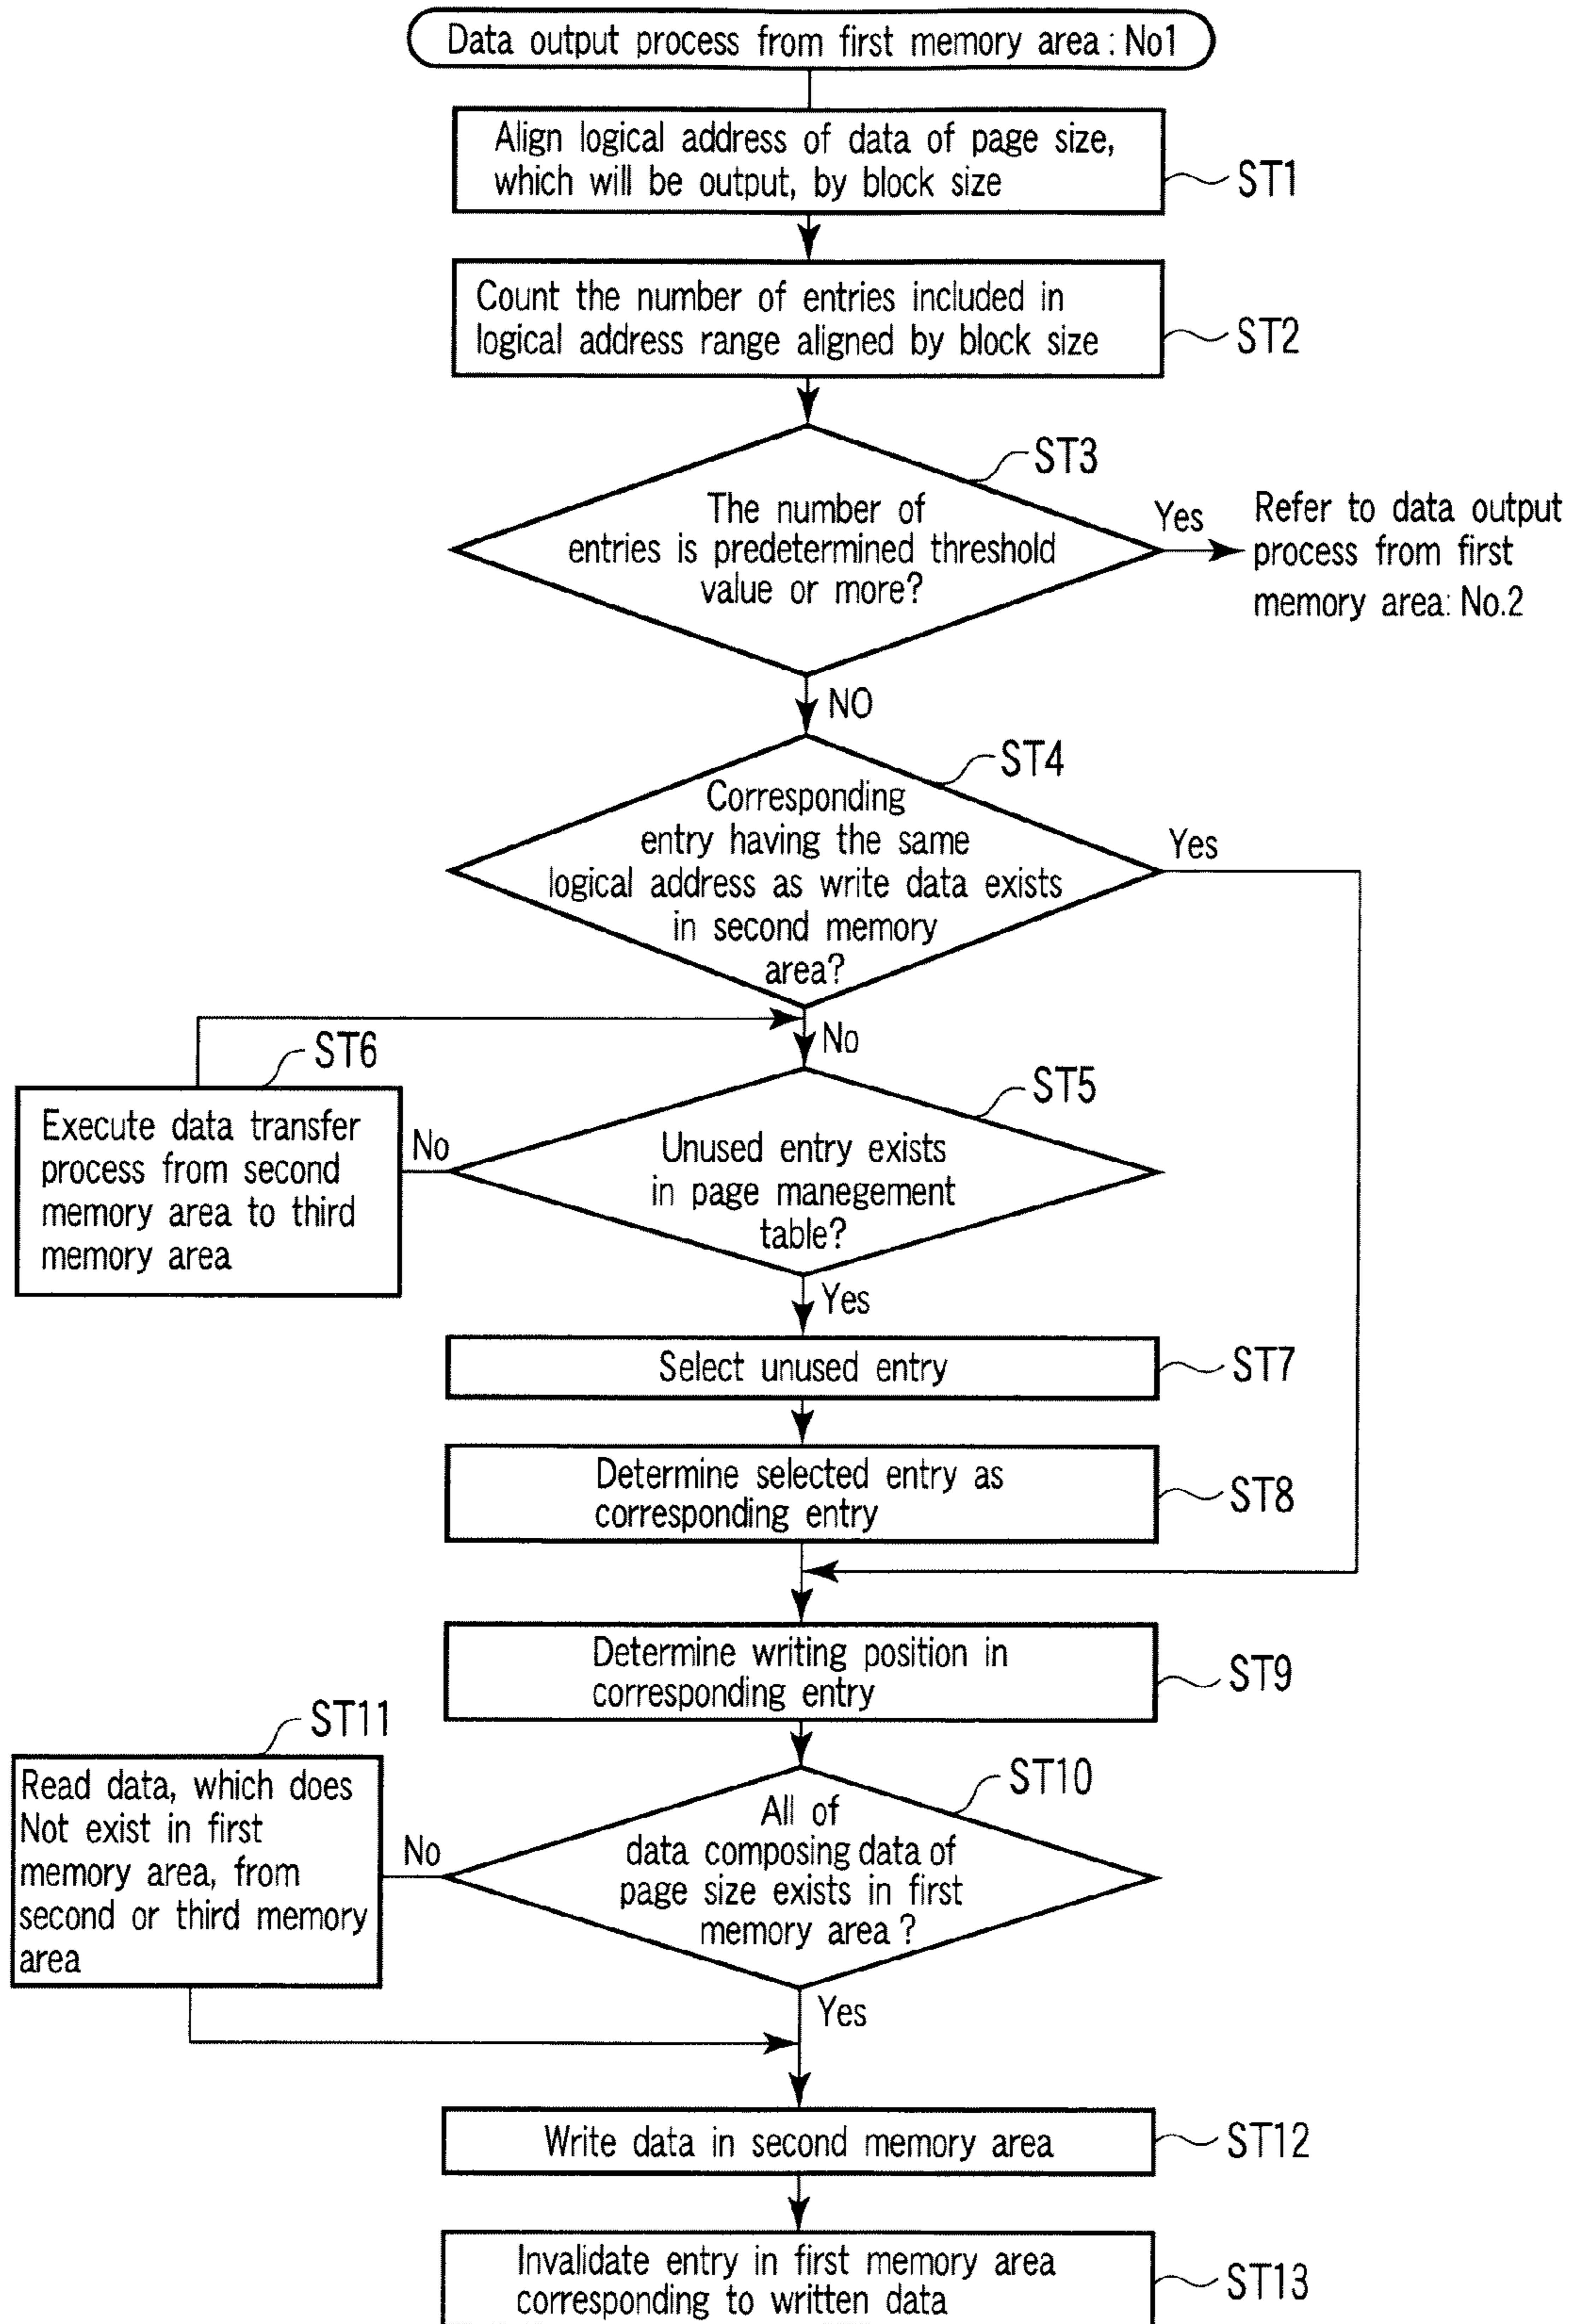 Data output process from first memory area : No1
Align logical address of data of page size,
which will be output, by block size
ST1
Count the number of entries included in
logical address range aligned by block size
ST2
ST3
The number of
entries is predetermined threshold
value or more?
Yes
Refer to data output
process from first
memory area: No.2
NO
ST4
Corresponding
entry having the same
logical address as write data exists
in second memory
area?
Yes
No
ST6
Execute data transfer
process from second
memory area to third
memory area
No
ST5
Unused entry exists
in page manegement
table?
Yes
Select unused entry
ST7
Determine selected entry as
corresponding entry
ST8
Determine writing position in
corresponding entry
ST9
ST11
Read data, which does
Not exist in first
memory area, from
second or third memory
area
No
ST10
All of
data composing data of
page size exists in first
memory area ?
Yes
Write data in second memory area
ST12
Invalidate entry in first memory area
corresponding to written data
ST13